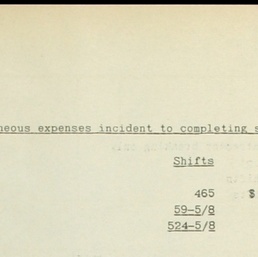 neous expenses incident to completing s
Shifts
465 $
59-5/8
524-5/8